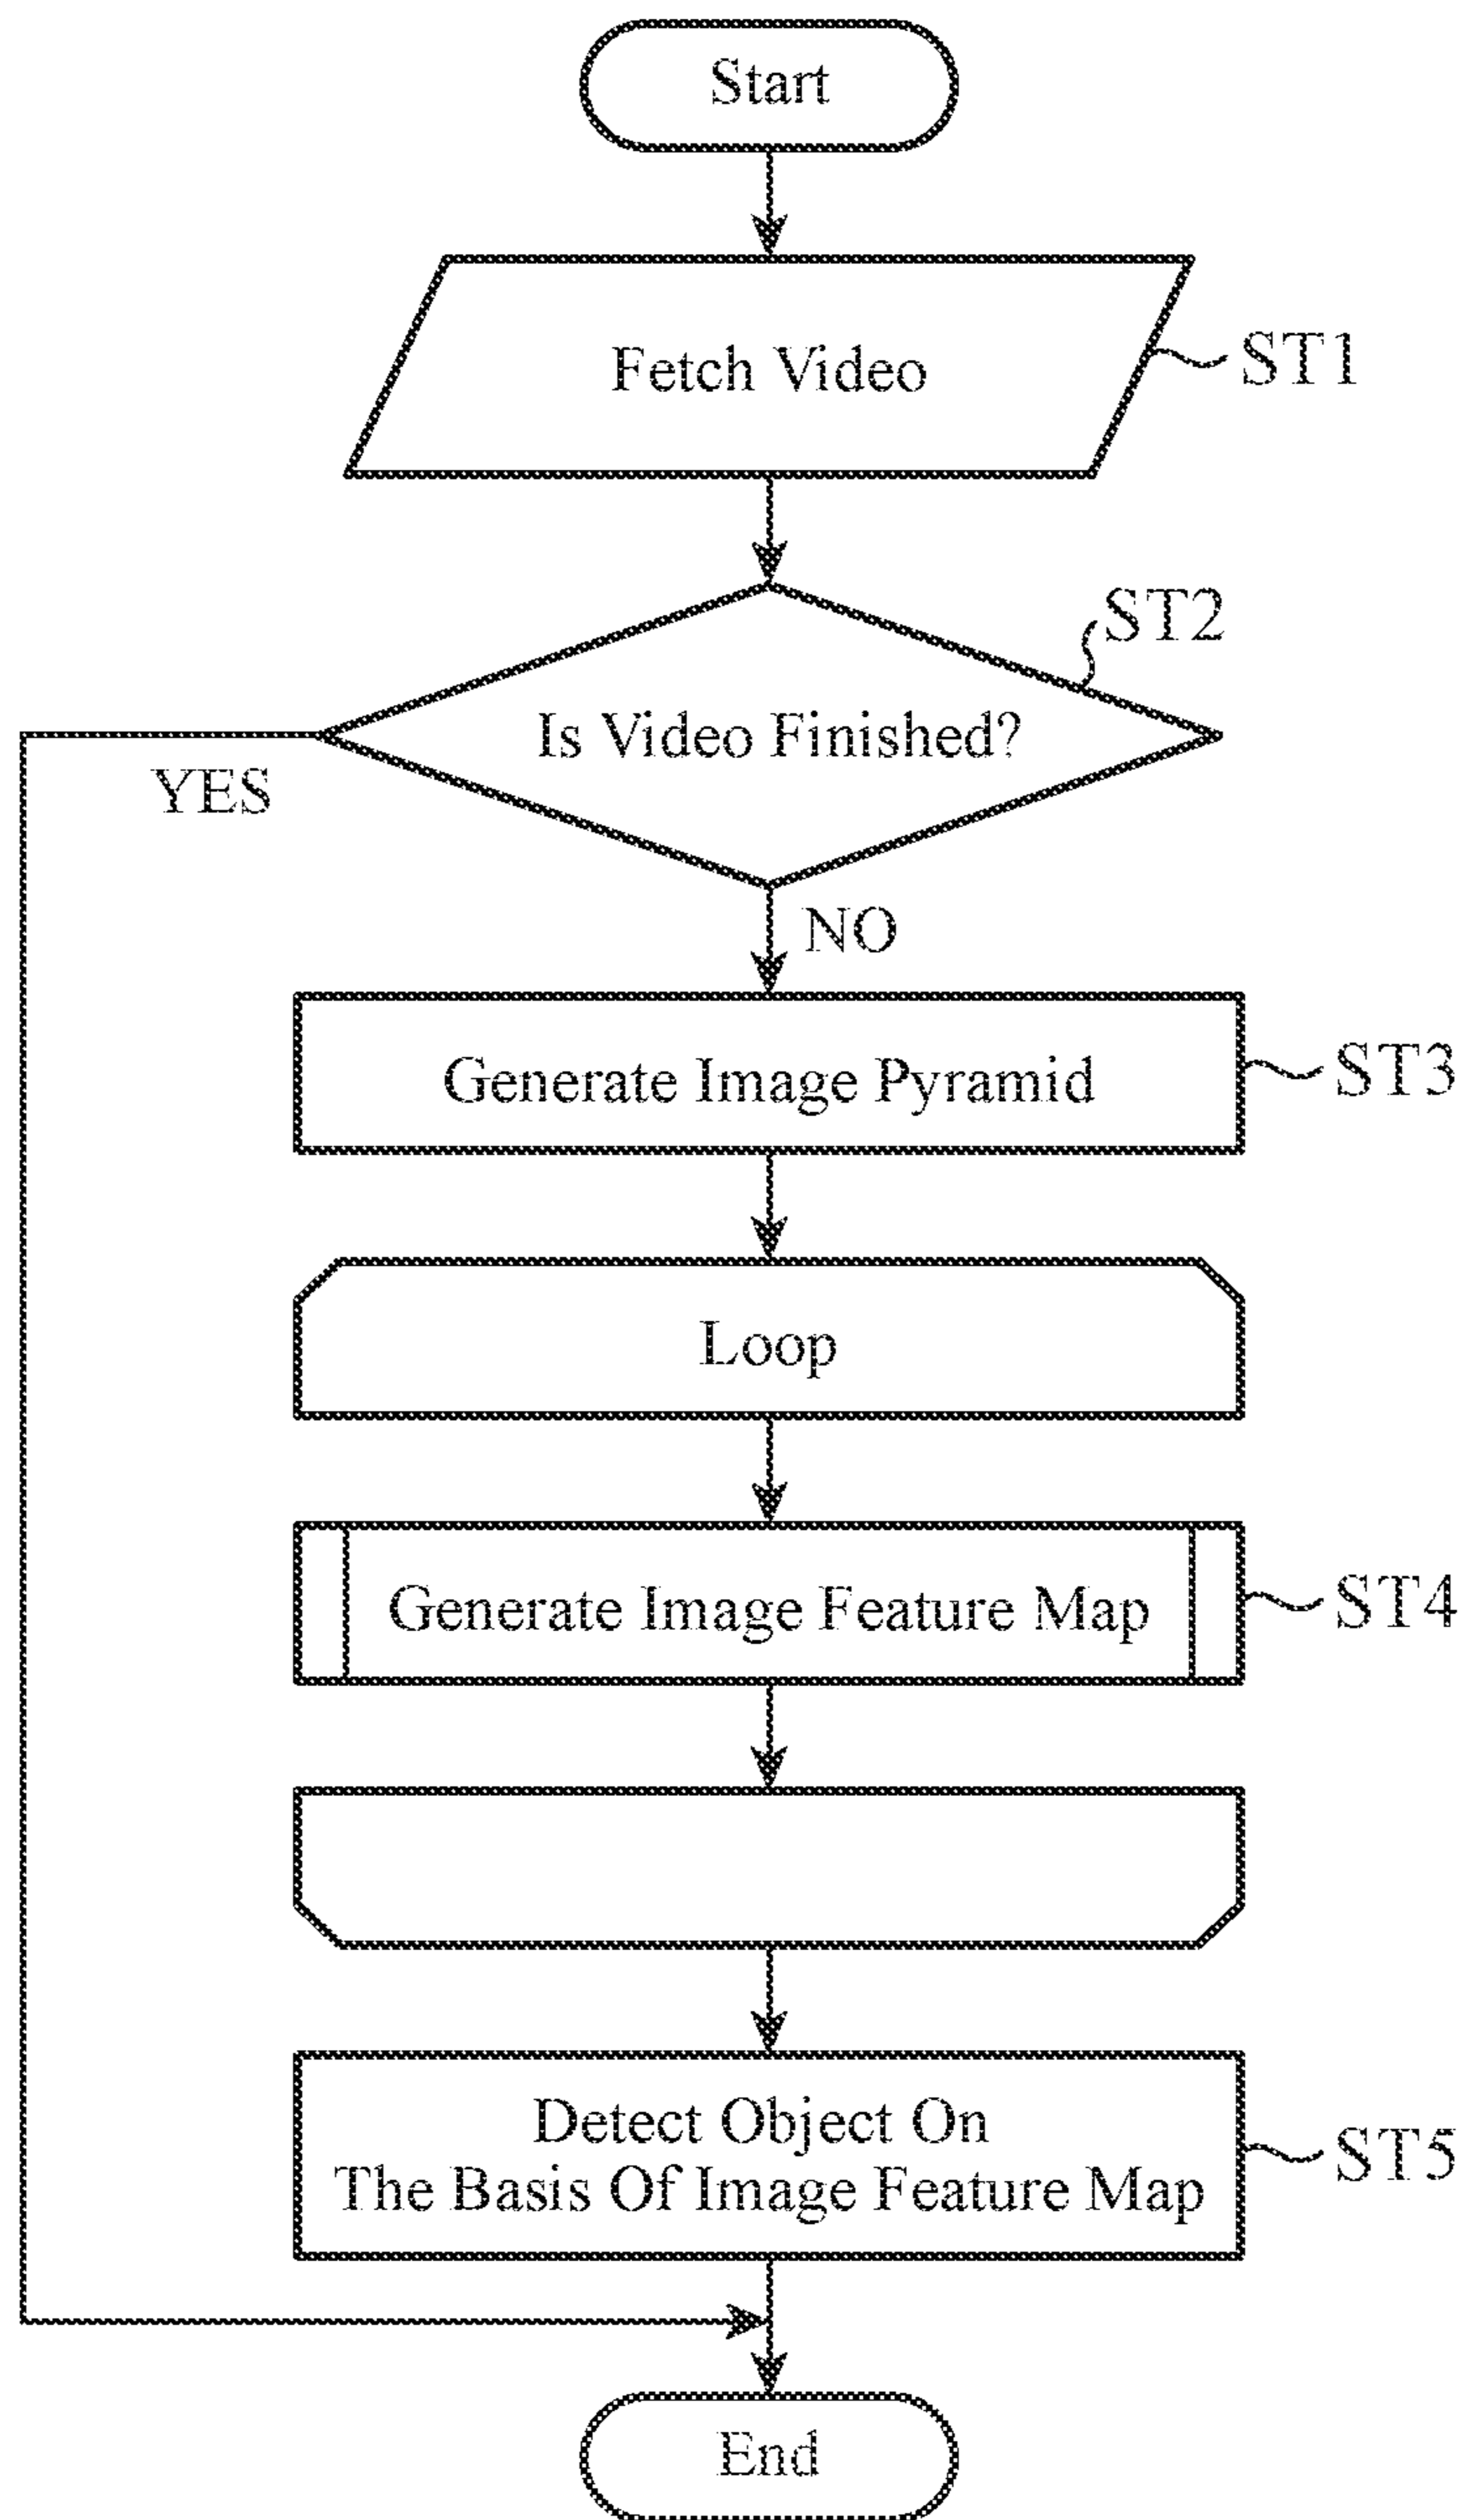 Start
Fetch Video
ST1
ST2
Is Video Finished?
YES
NO
Generate Image Pyramid
ST3
Loop
Generate Image Feature Map
ST4
Detect Object On
The Basis Of Image Feature Map
ST5
End